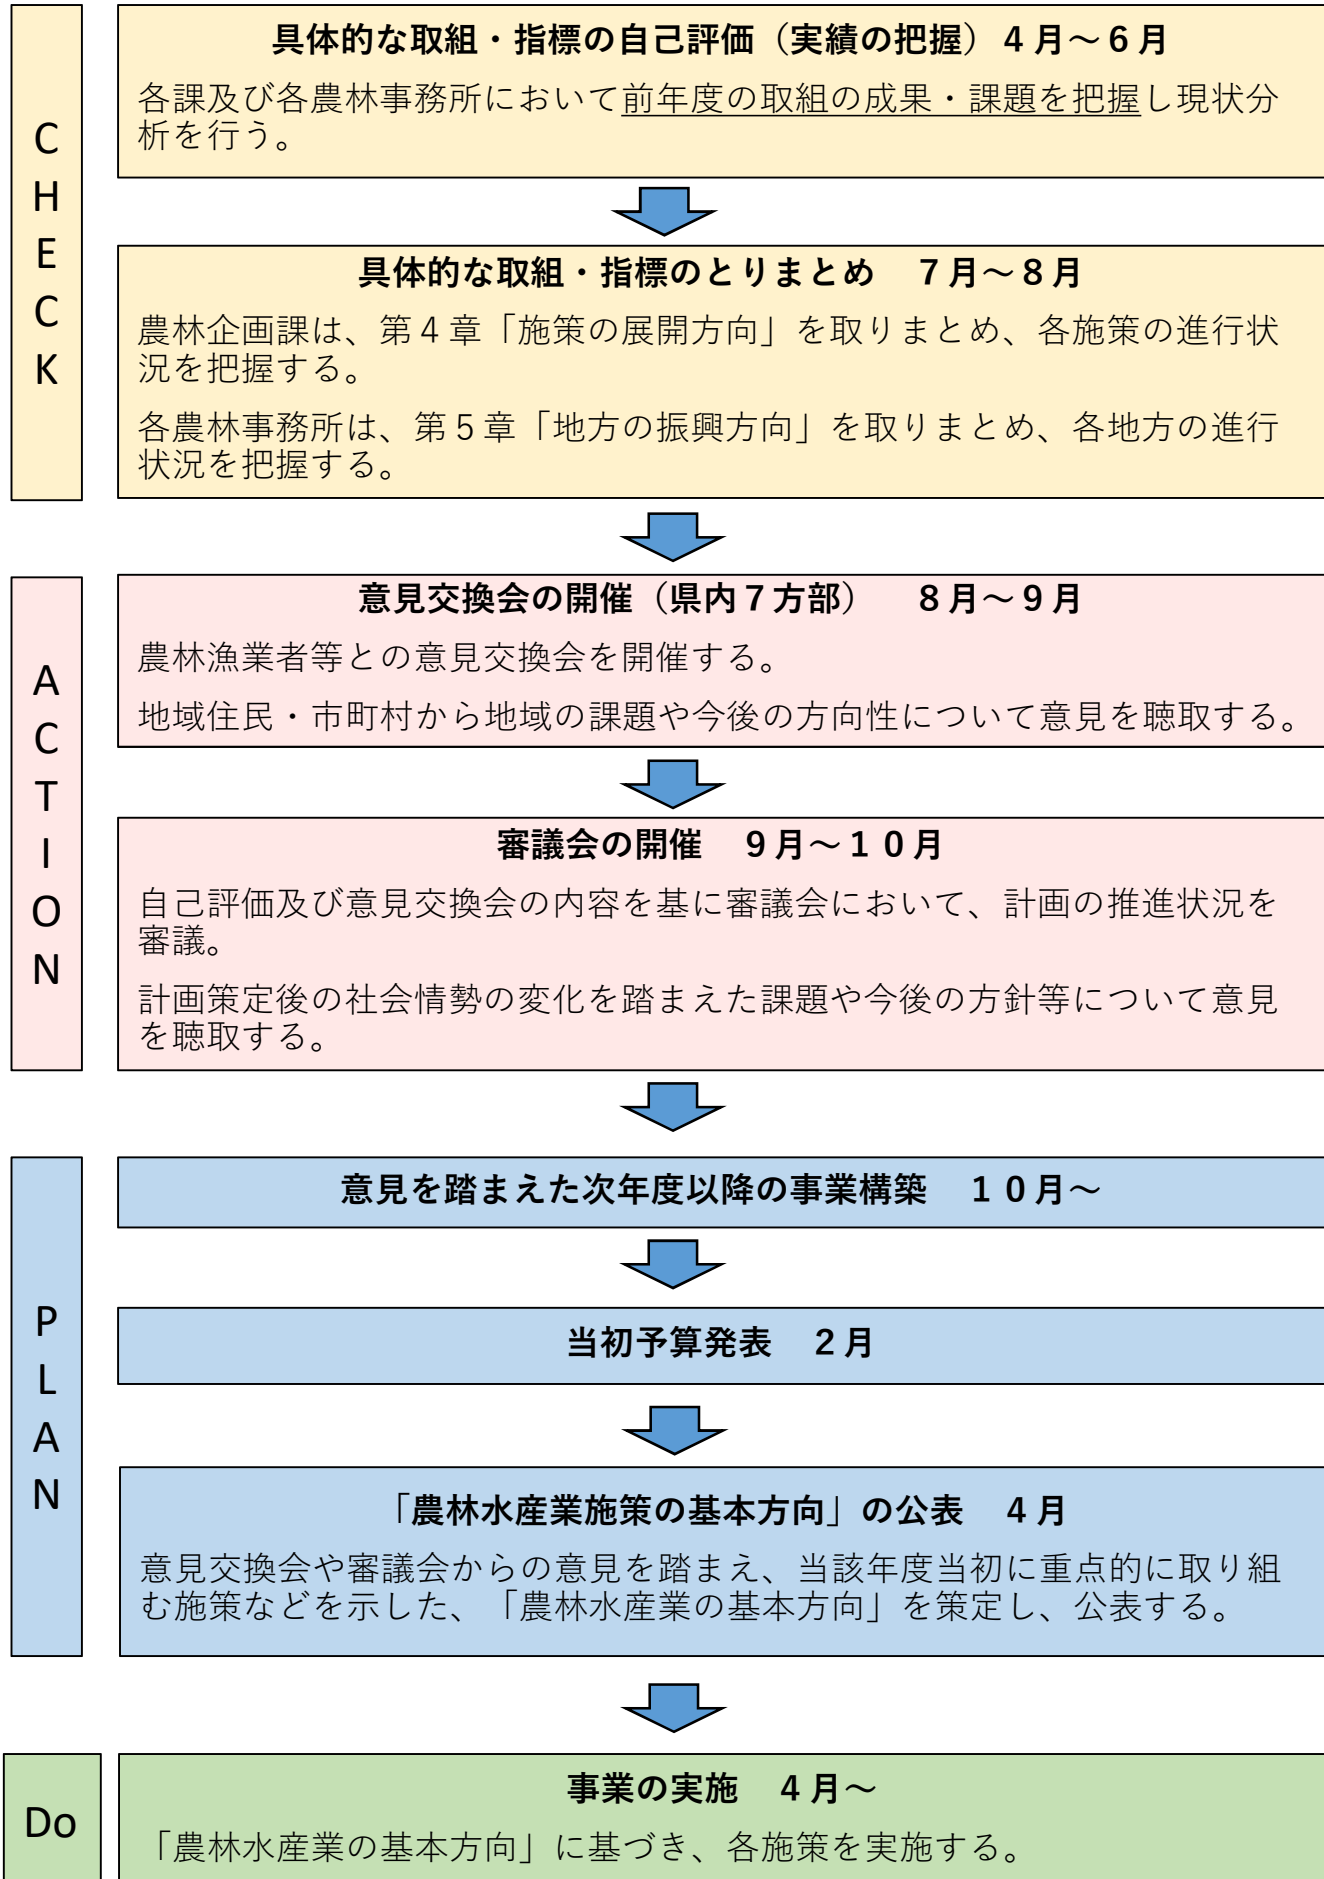 CHECK
具体的な取組・指標の自己評価（実績の把握）４月～６月
各課及び各農林事務所において前年度の取組の成果・課題を把握し現状分
析を行う。
具体的な取組・指標のとりまとめ　７月～８月
農林企画課は、第４章「施策の展開方向」を取りまとめ、各施策の進行状
況を把握する。
各農林事務所は、第５章「地方の振興方向」を取りまとめ、各地方の進行
状況を把握する。
ACTION
意見交換会の開催（県内７方部）　８月～９月
農林漁業者等との意見交換会を開催する。
地域住民・市町村から地域の課題や今後の方向性について意見を聴取する。
審議会の開催　９月～１０月
自己評価及び意見交換会の内容を基に審議会において、計画の推進状況を
審議。
計画策定後の社会情勢の変化を踏まえた課題や今後の方針等について意見
を聴取する。
PLAN
意見を踏まえた次年度以降の事業構築　１０月～
当初予算発表　２月
「農林水産業施策の基本方向」の公表　４月
意見交換会や審議会からの意見を踏まえ、当該年度当初に重点的に取り組
む施策などを示した、「農林水産業の基本方向」を策定し、公表する。
Do
事業の実施　４月～
「農林水産業の基本方向」に基づき、各施策を実施する。